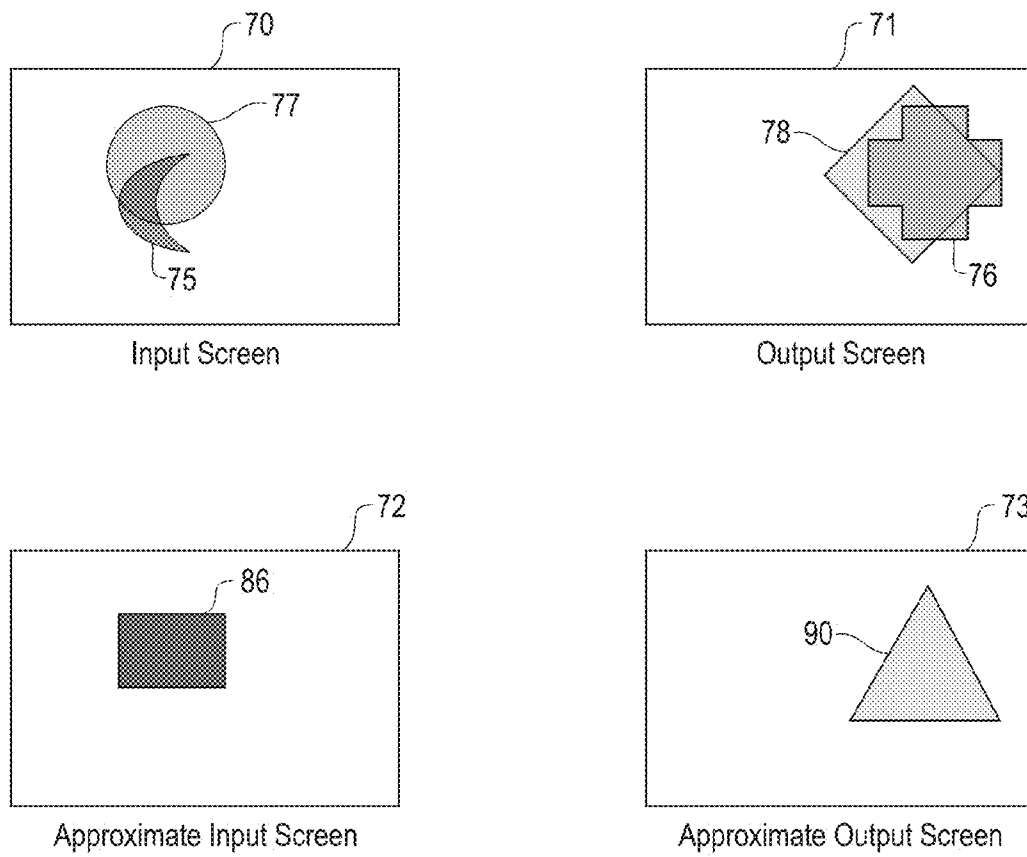 70
77
75
Input Screen
71
78
76
Output Screen
72
86
Approximate Input Screen
73
90
Approximate Output Screen